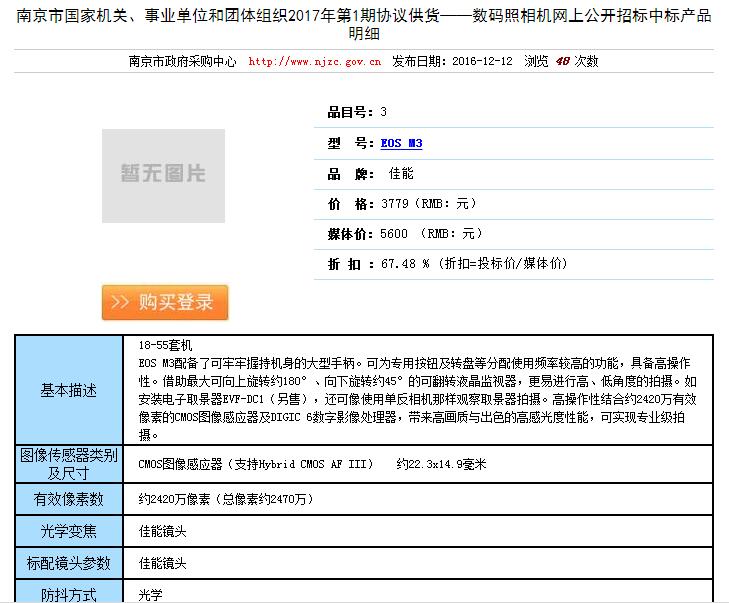 南京市国家机关、事业单位和团体组织2017年第1期协议供货——数码照相机网上公开招标中标产品
明细
南京市政府采购中心 http://www.njzc.gov.cn 发布日期：2016-12-12 浏览 48 次数
暂无图片
>> 购买登录
品目号：3
型 号：EOS M3
品 牌： 佳能
价 格：3779（RMB：元）
媒体价：5600 （RMB：元）
折 扣 ：67.48 % (折扣=投标价/媒体价)
基本描述
18-55套机
EOS M3配备了可牢牢握持机身的大型手柄。可为专用按钮及转盘等分配使用频率较高的功能，具备高操作
性。借助最大可向上旋转约180°、向下旋转约45°的可翻转液晶监视器，更易进行高、低角度的拍摄。如
安装电子取景器EVF-DC1（另售），还可像使用单反相机那样观察取景器拍摄。高操作性结合约2420万有效
像素的CMOS图像感应器及DIGIC 6数字影像处理器，带来高画质与出色的高感光度性能，可实现专业级拍
摄。
图像传感器类别
及尺寸
CMOS图像感应器（支持Hybrid CMOS AF III） 约22.3x14.9毫米
有效像素数
约2420万像素（总像素约2470万）
光学变焦
佳能镜头
标配镜头参数
佳能镜头
防抖方式
光学